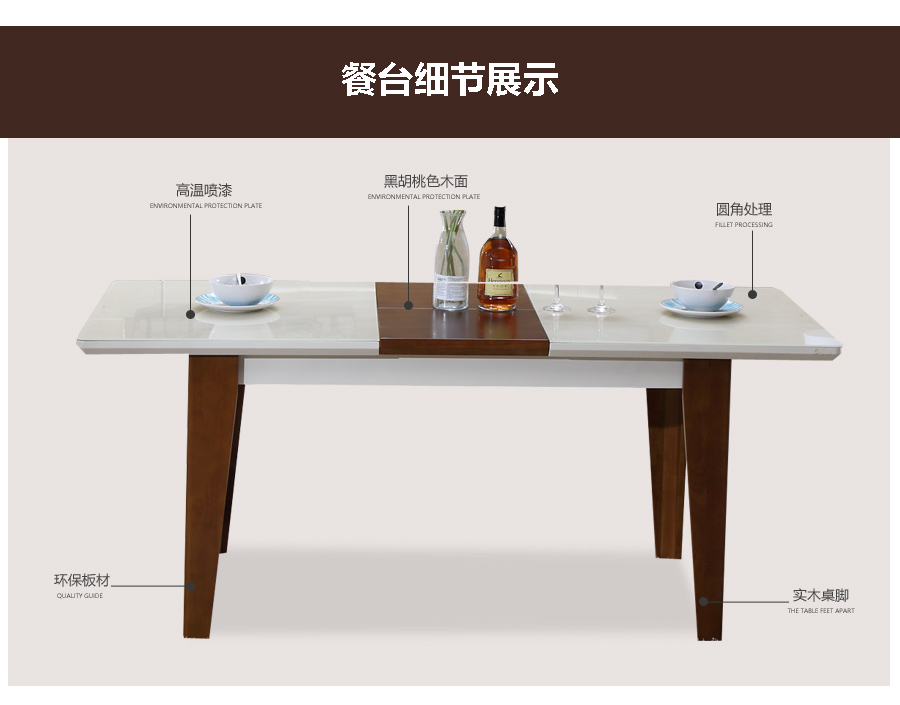 餐台细节展示
黑胡桃色木面
ENVIRONMENTAL PROTECTION PLATE
高温喷漆
ENVIRONMENTAL PROTECTION PLATE
圆角处理
FILLET PROCESSING
Hennessy
环保板材
QUALITY GUIDE
实木桌脚
THE TABLE FEET APART